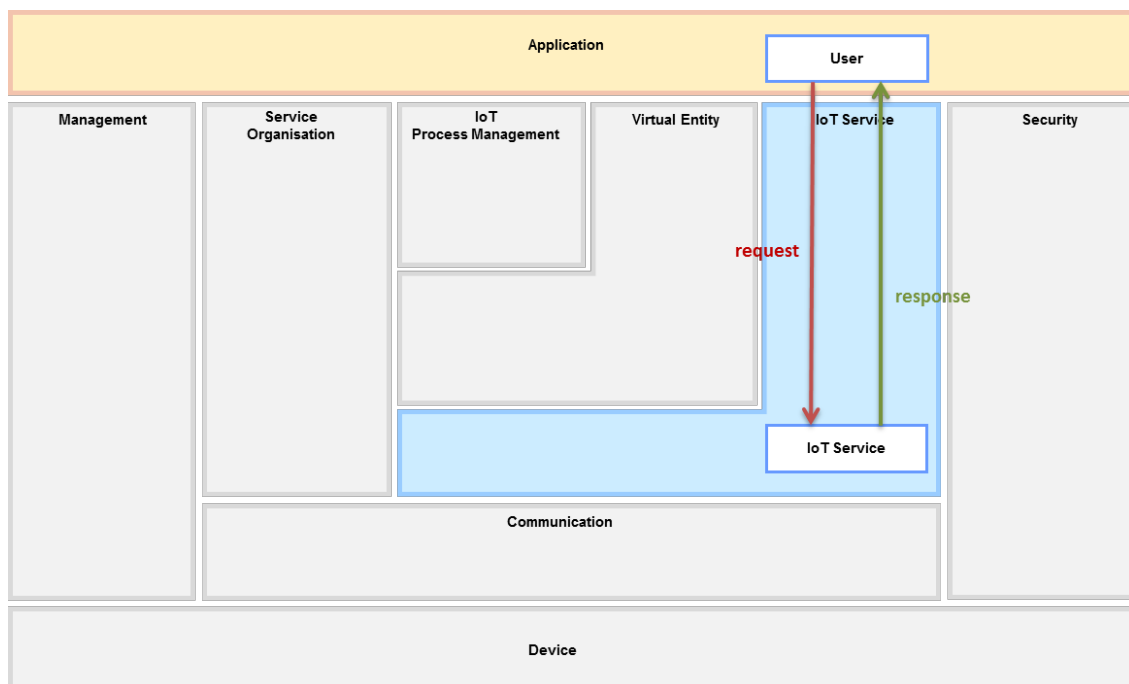 Application
User
Management
Service
Organisation
IoT
Process Management
Virtual Entity
IoT Service
Security
request
response
IoT Service
Communication
Device